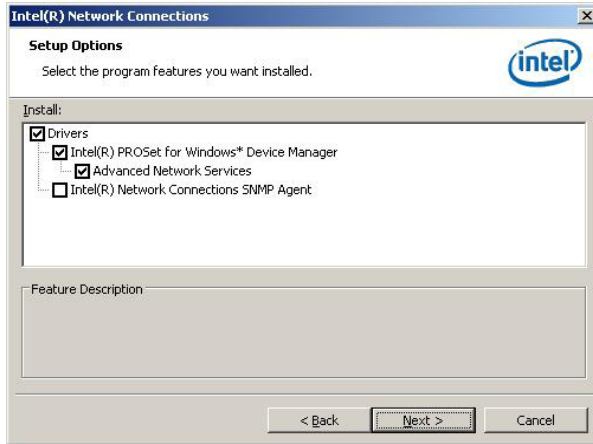 Intel(R) Network Connections
Setup Options
Select the program features you want installed.
intel
Install:
Drivers
Intel(R) PROSet for Windows* Device Manager
Advanced Network Services
Intel(R) Network Connections SNMP Agent
Feature Description
< Back
Next >
Cancel